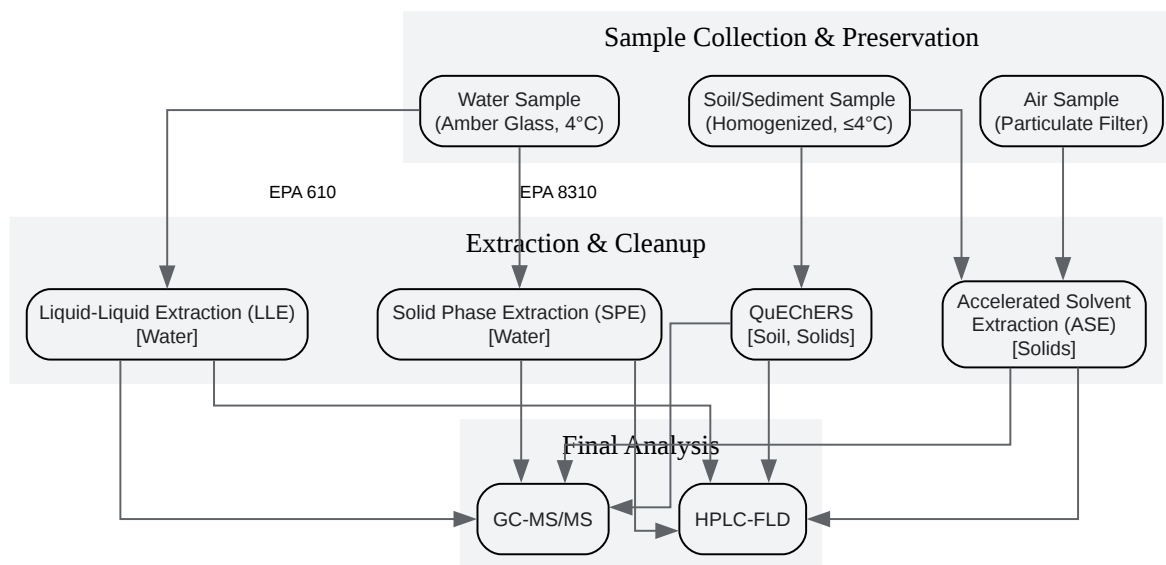 Sample Collection & Preservation
Water Sample
(Amber Glass, 4°C)
Soil/Sediment Sample
(Homogenized, ≤4°C)
Air Sample
(Particulate Filter)
EPA 610
EPA 8310
Extraction & Cleanup
Liquid-Liquid Extraction (LLE)
[Water]
Solid Phase Extraction (SPE)
[Water]
QuEChERS
[Soil, Solids]
Accelerated Solvent
Extraction (ASE)
[Solids]
Final Analysis
GC-MS/MS
HPLC-FLD